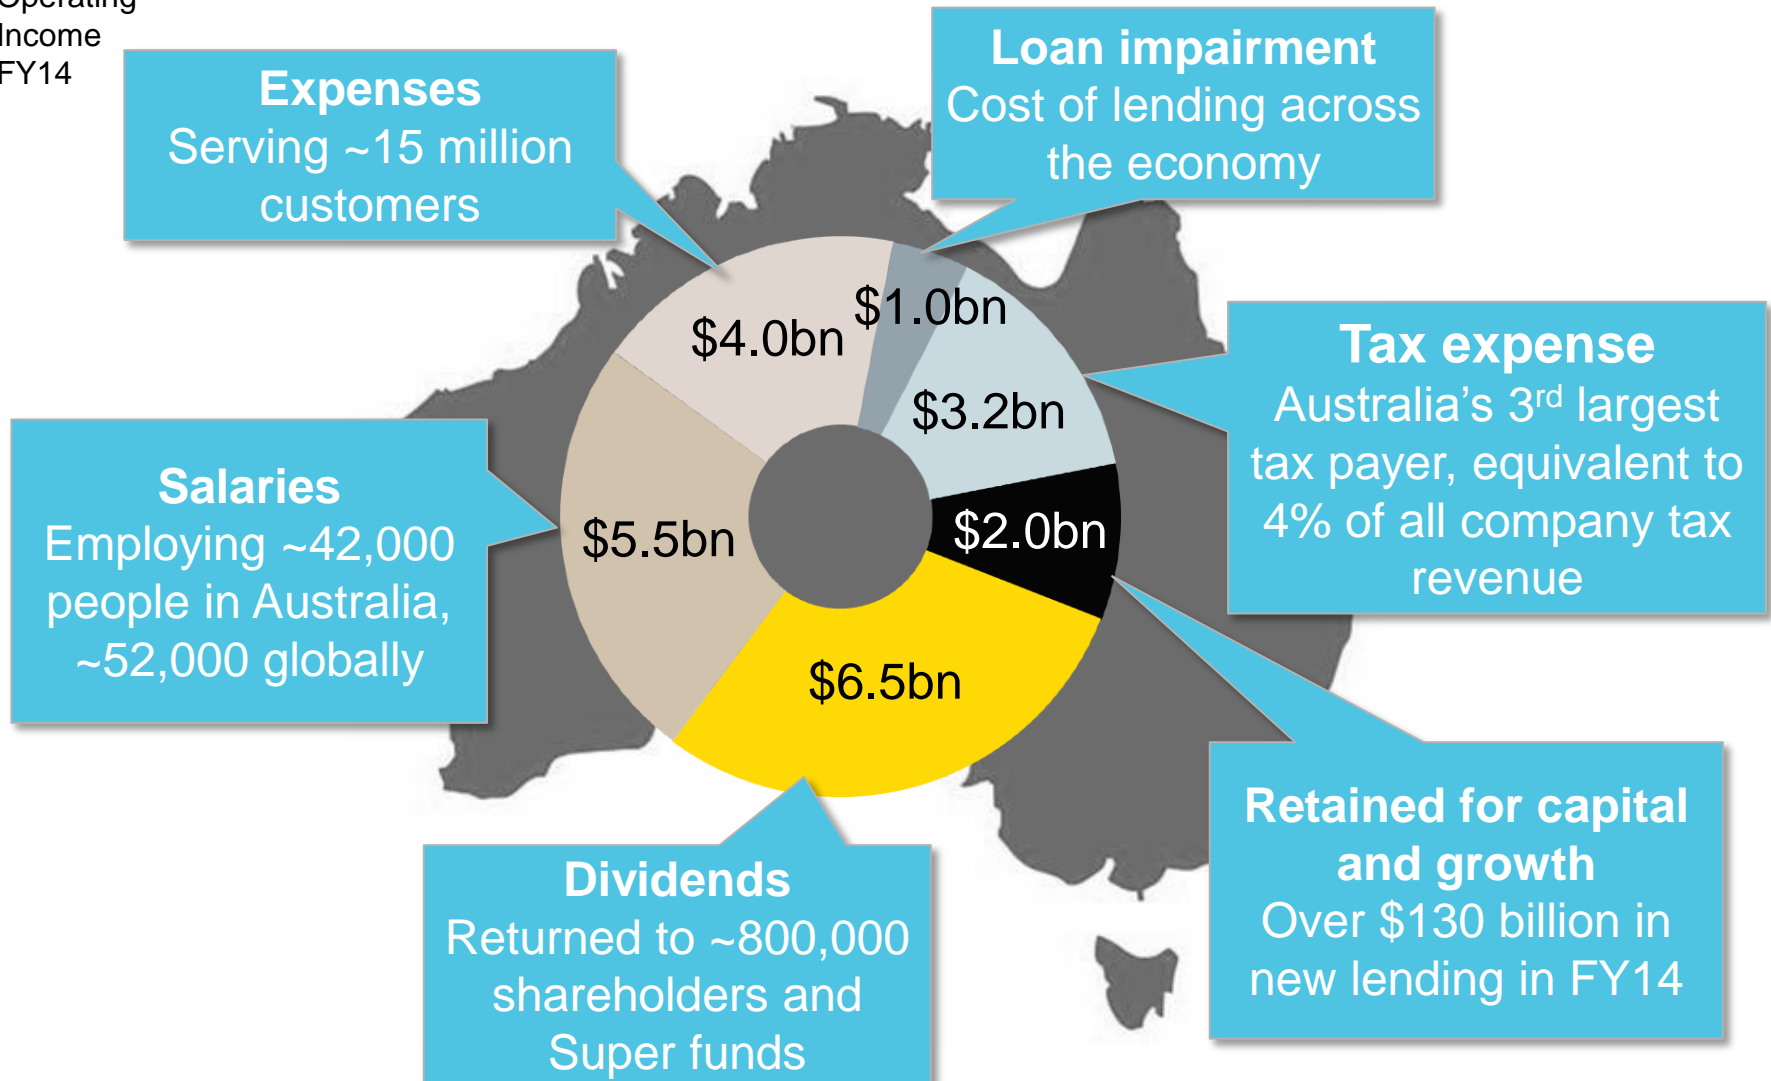 Operating
Income
FY14
Expenses
Serving ~15 million
customers
Loan impairment
Cost of lending across
the economy
$4.0bn
$1.0bn
$3.2bn
$2.0bn
$5.5bn
$6.5bn
Tax expense
Australia's 3rd largest
tax payer, equivalent to
4% of all company tax
revenue
Salaries
Employing ~42,000
people in Australia,
~52,000 globally
Retained for capital
and growth
Over $130 billion in
new lending in FY14
Dividends
Returned to ~800,000
shareholders and
Super funds